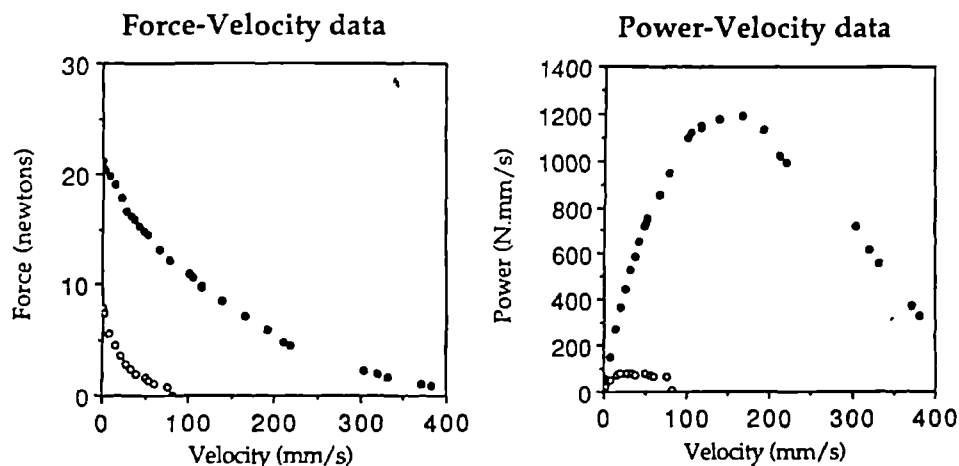 Force-Velocity data
30
20
10
0
Force (newtons)
0 100 200 300 400
Velocity (mm/s)
Power-Velocity data
1400
1200
1000
800
600
400
200
0
Power (N.mm/s)
0 100 200 300 400
Velocity (mm/s)